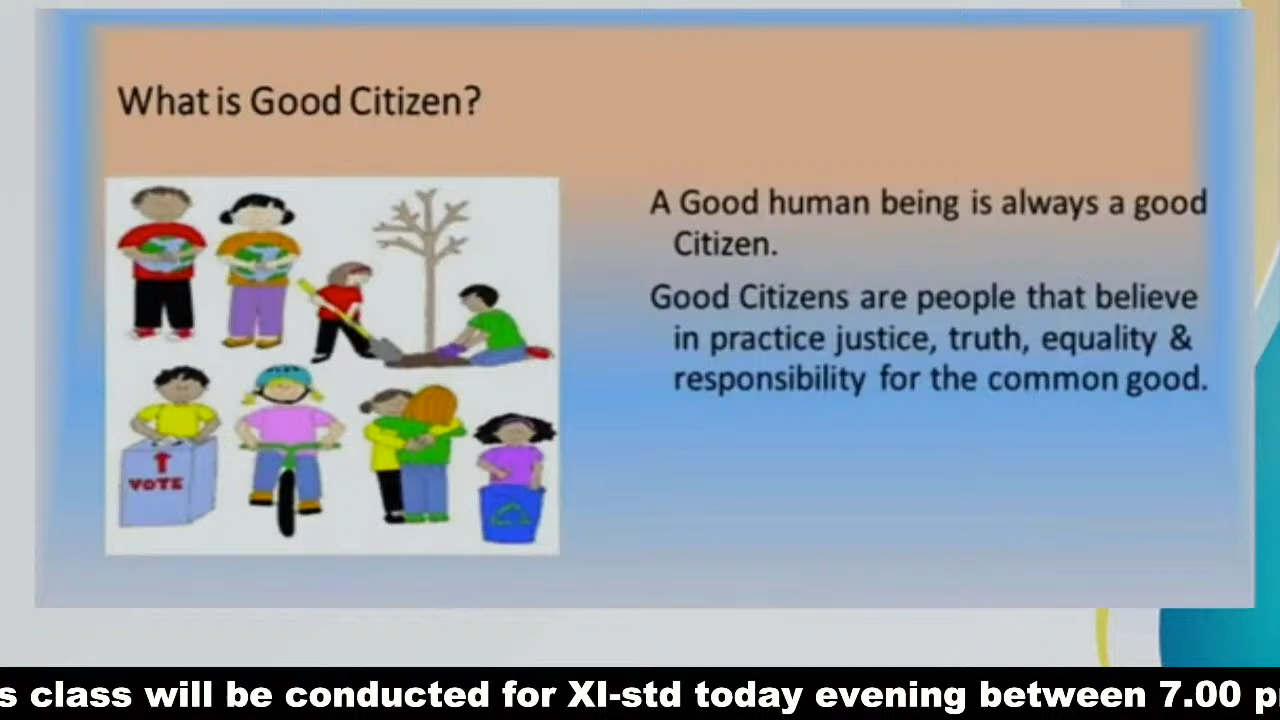 What is Good Citizen?
A Good human being is always a good
Citizen.
Good Citizens are people that believe
in practice justice, truth, equality &
responsibility for the common good.
VOTE
s class will be conducted for XI-std today evening between 7.00 p